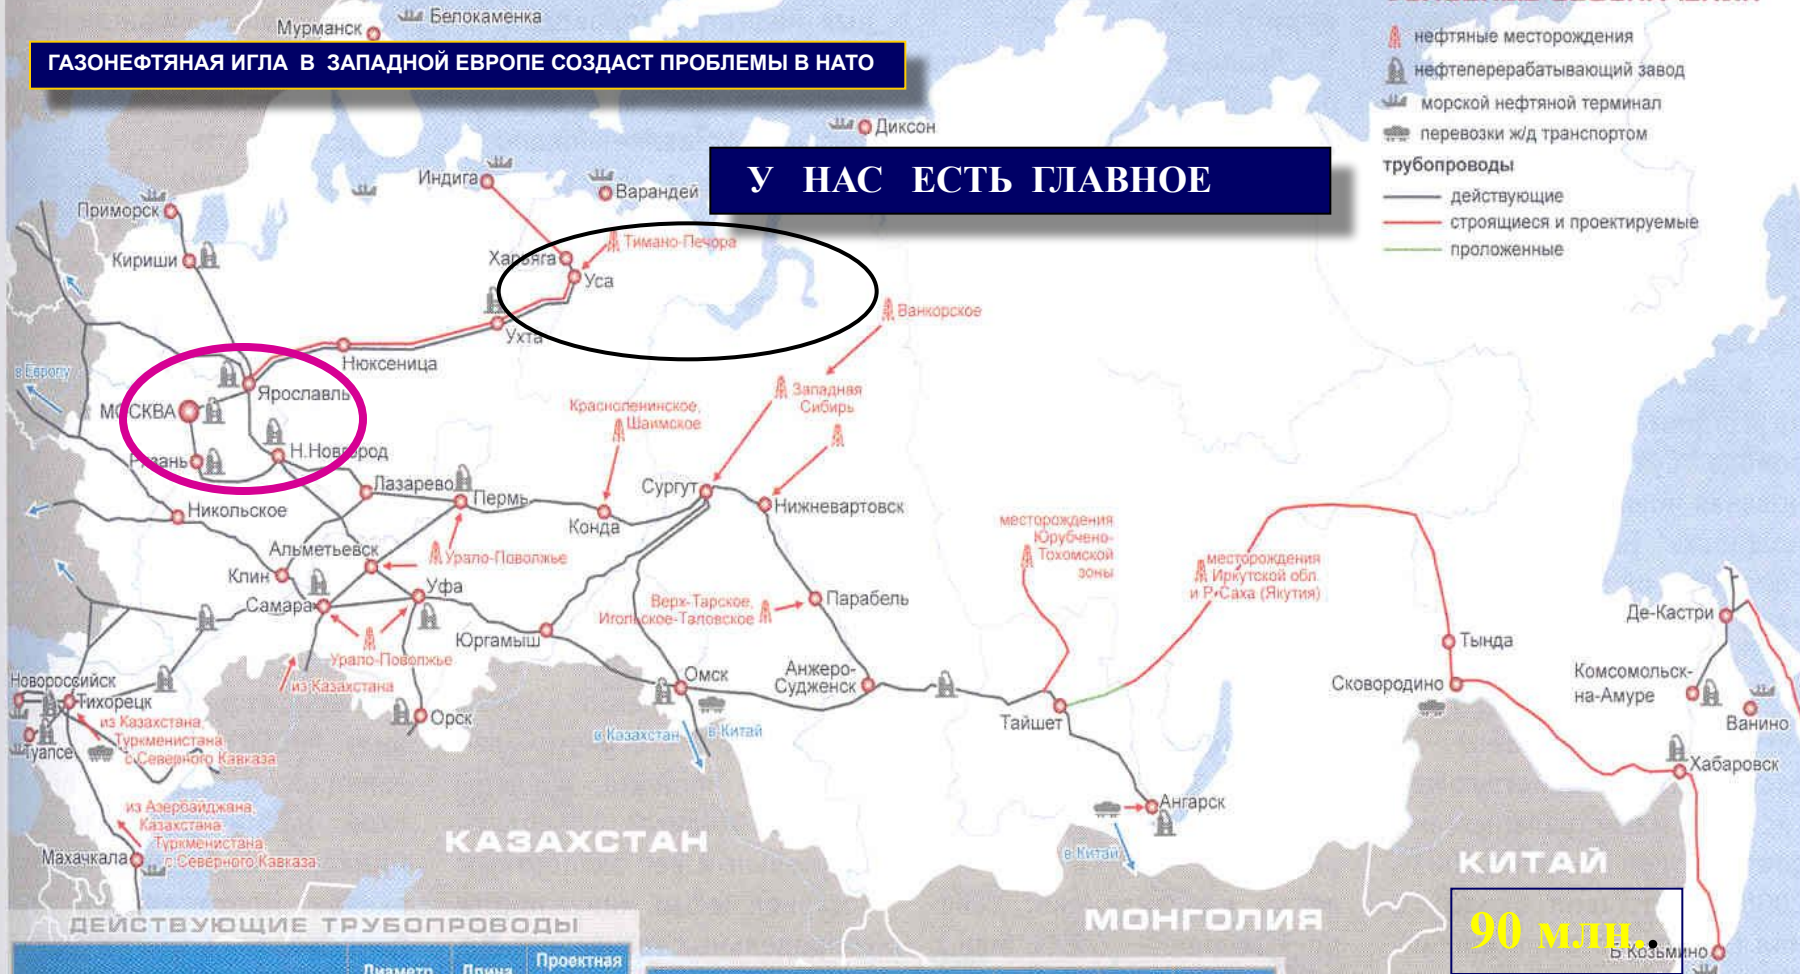 Белокаменка
Мурманск
ГАЗОНЕФТЯНАЯ ИГЛА В ЗАПАДНОЙ ЕВРОПЕ СОЗДАСТ ПРОБЛЕМЫ В НАТО
нефтяные месторождения
нефтеперерабатывающий завод
морской нефтяной терминал
перевозки ж/д транспортом
трубопроводы
действующие
строящиеся и проектируемые
проложенные
Диксон
У НАС ЕСТЬ ГЛАВНОЕ
Индига
Варандей
Приморск
Тимано-Печора
Кириши
Харьяга
Уса
Ванкорское
Ухта
Нюксеница
в Европу
Ярославль
Западная
Сибирь
МОСКВА
Красноленинское,
Шаимское
Рязань
Н.Новгород
Лазарево
Пермь
Сургут
Нижневартовск
Никольское
Конда
месторождения
Юрубчено-
Тохомской
зоны
Альметьевск
Урало-Поволжье
месторождения
Иркутской обл.
и Р.Саха (Якутия)
Клин
Уфа
Самара
Верх-Тарское,
Игольское-Таловское
Парабель
Де-Кастри
Юргамыш
Тында
Урало-Поволжье
из Казахстана
Омск
Анжеро-
Судженск
Сковородино
Комсомольск-
на-Амуре
Новороссийск
Тихорецк
Орск
Тайшет
Ванино
из Казахстана,
Туркменистана,
с Северного Кавказа
Туапсе
в Казахстан
в Китай
Хабаровск
из Азербайджана,
Казахстана,
Туркменистана,
с Северного Кавказа
Ангарск
Махачкала
КАЗАХСТАН
в Китай
КИТАЙ
МОНГОЛИЯ
90 млн..
Б.Козьмино
ДЕЙСТВУЮЩИЕ ТРУБОПРОВОДЫ
Диаметр
Длина
Проектная